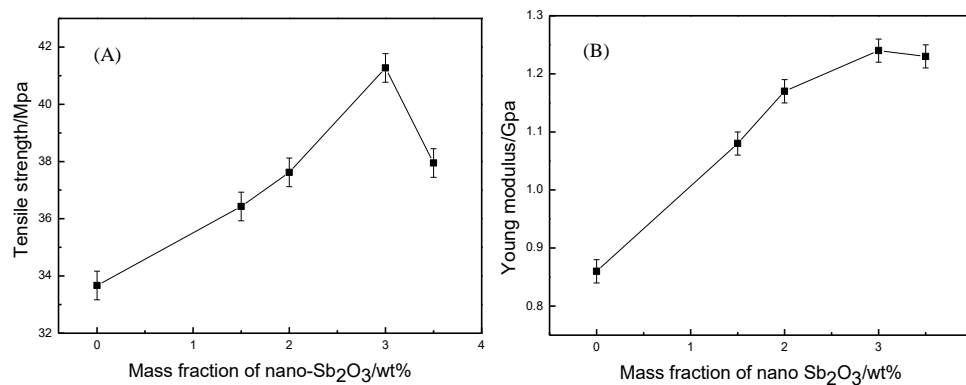 (A)
Tensile strength/Mpa
42
40
38
36
34
32
0 1 2 3 4
Mass fraction of nano-Sb₂O₃/wt%
(B)
Young modulus/Gpa
1.3
1.2
1.1
1.0
0.9
0.8
0 1 2 3 4
Mass fraction of nano Sb₂O₃/wt%